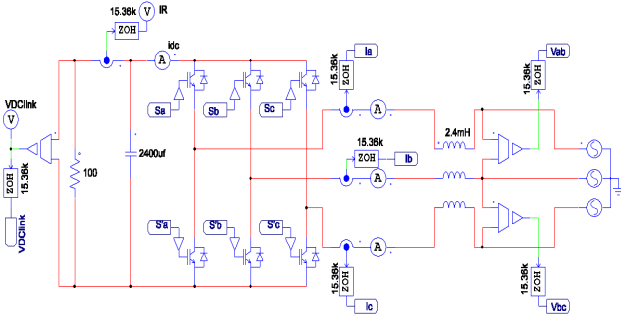 15.36k
V
IR
ZOH
idc
A
VDClink
V
ZOH
15.36k
VDClink
100
2400uf
Sa
Sb
Sc
S'a
S'b
S'c
Ia
15.36k
ZOH
A
15.36k
ZOH
Ib
A
A
15.36k
ZOH
Ic
2.4mH
Vab
15.36k
ZOH
15.36k
ZOH
Vbc